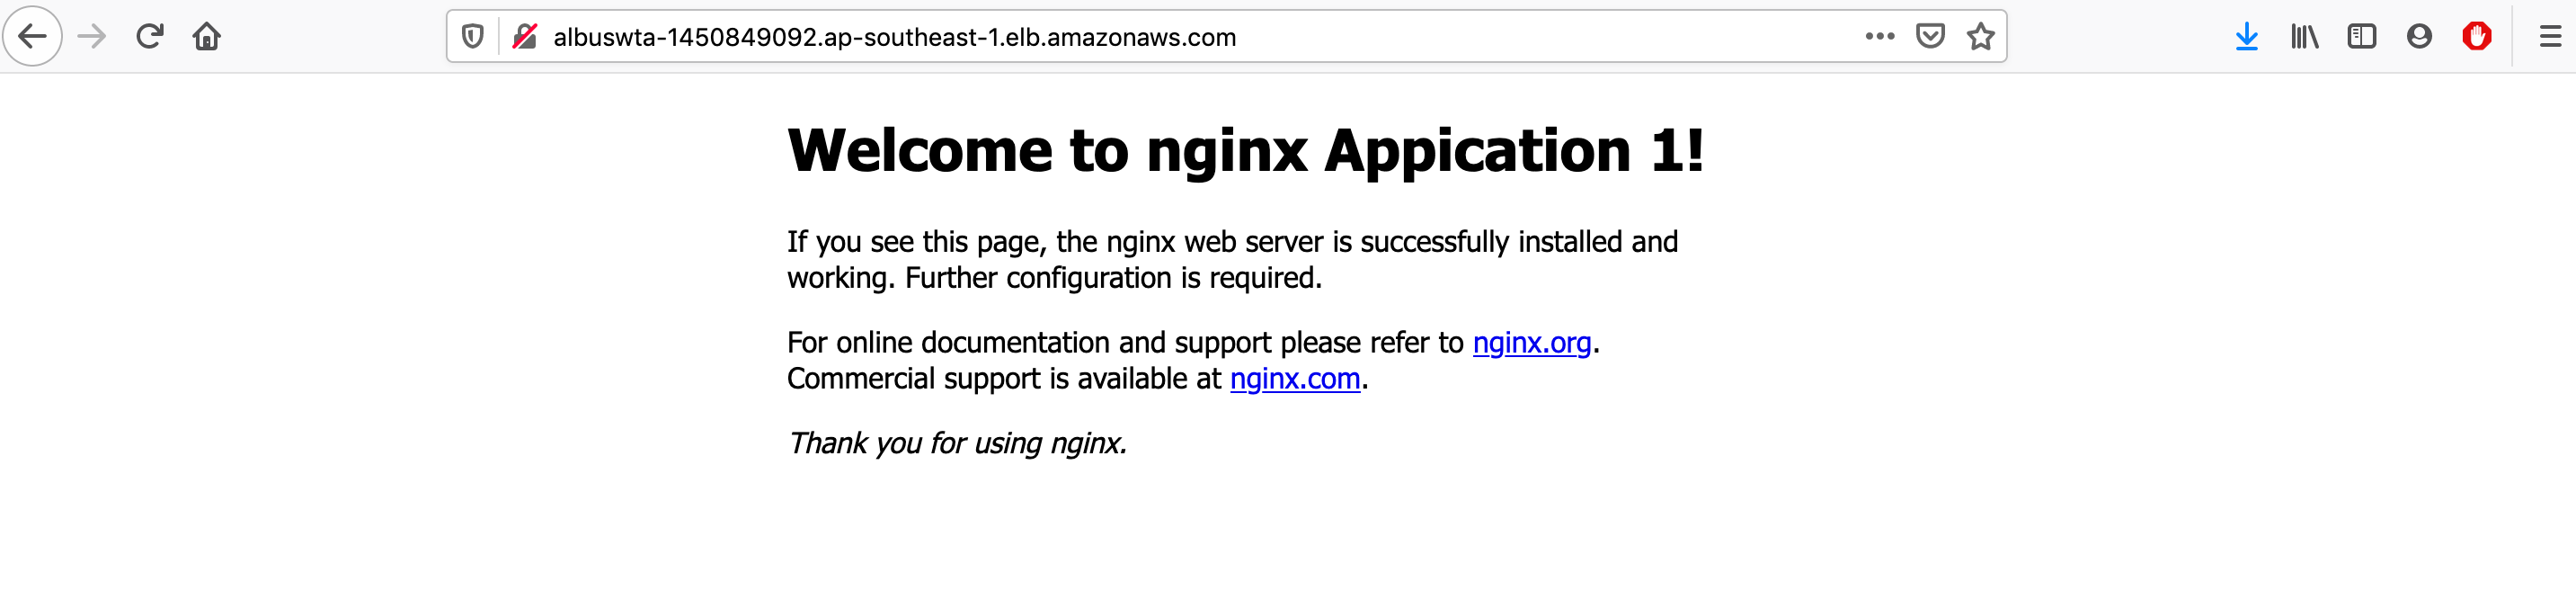 albuswta-1450849092.ap-southeast-1.elb.amazonaws.com
Welcome to nginx Appication 1!
If you see this page, the nginx web server is successfully installed and
working. Further configuration is required.
For online documentation and support please refer to nginx.org.
Commercial support is available at nginx.com.
Thank you for using nginx.